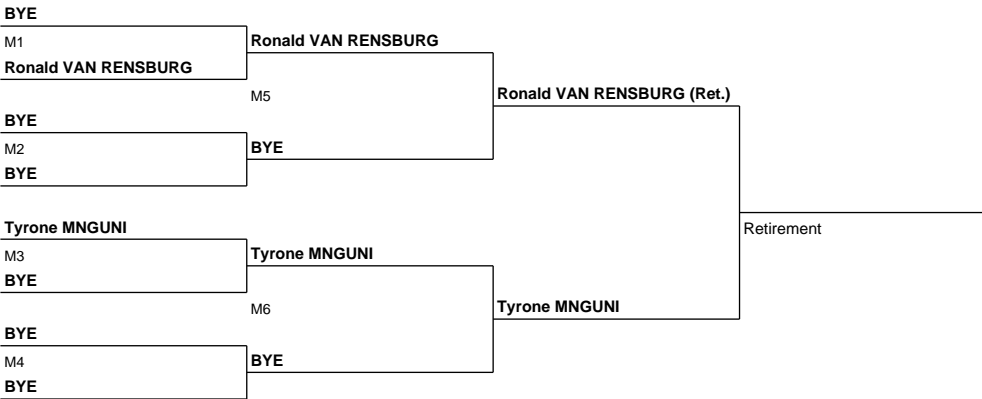 BYE
M1
Ronald VAN RENSBURG
Ronald VAN RENSBURG
M5
BYE
M2
BYE
BYE
Ronald VAN RENSBURG (Ret.)
Tyrone MNGUNI
M3
BYE
Tyrone MNGUNI
M6
BYE
M4
BYE
BYE
Tyrone MNGUNI
Retirement